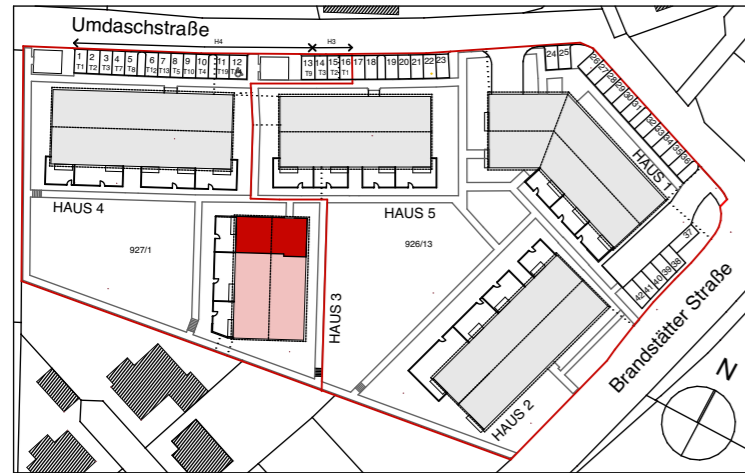 Umdaschstraße
H4
H3
1 2 3 4 5 6 7 8 9 10 11 12 13 14 15 16 17 18 19 20 21 22 23 24 25
T1 T2 T3 T7 T8 T12 T13 T5 T10 T4 T19 T9 T3 T2 T1
26 28 29 30 31 32 33 34 35 36
HAUS 1
HAUS 4
HAUS 5
927/1
926/13
HAUS 3
37
42 41 40 39 38
Brandstätter Straße
HAUS 2
N